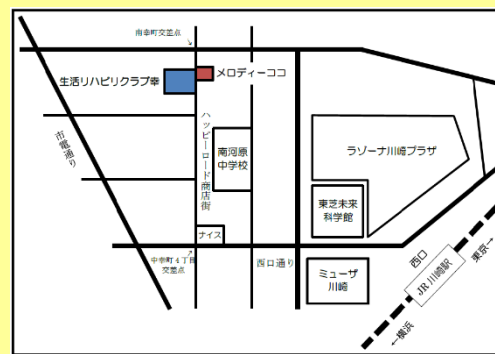 南幸町交差点
生活リハビリクラブ幸
メロディーココ
市電通り
ハッピーロード商店街
南河原
中学校
ラゾーナ川崎プラザ
東芝未来
科学館
ナイス
中幸町4丁目
交差点
西口通り
ミューザ
川崎
西口
JR川崎駅
東京→
←横浜